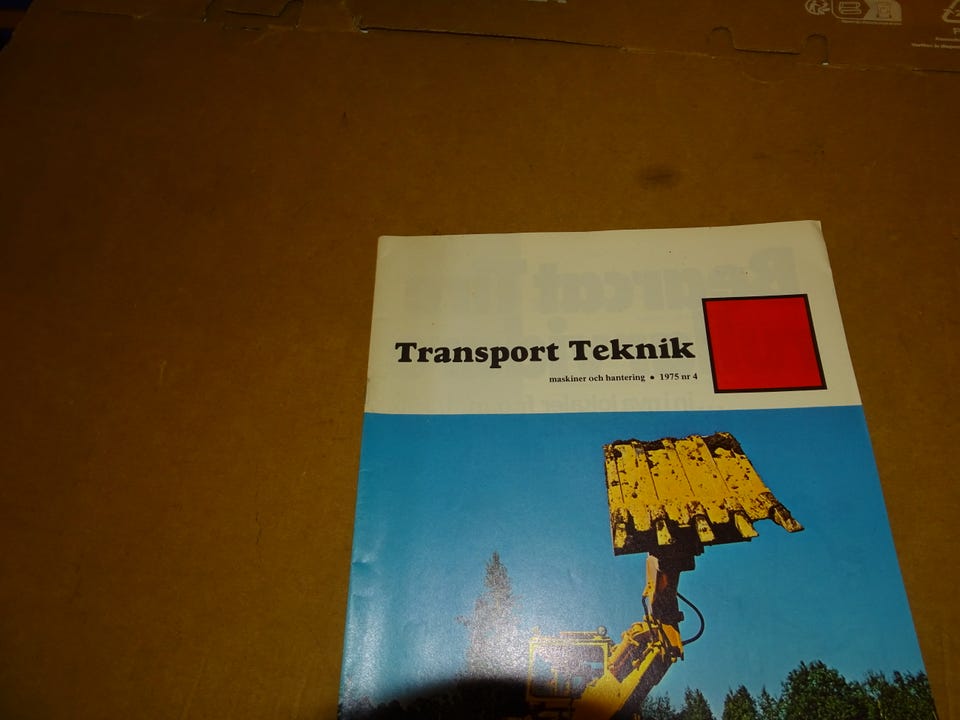 Transport Teknik
maskiner och hantering • 1975 nr 4